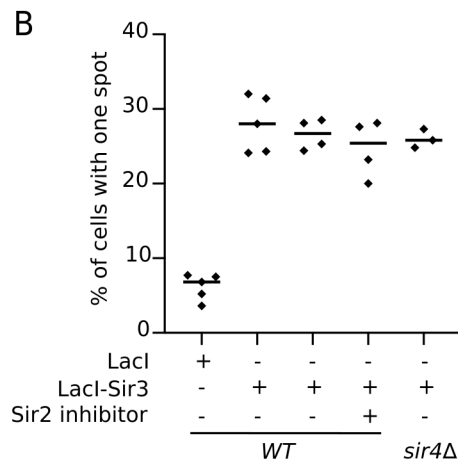 B
% of cells with one spot
40
30
20
10
0
LacI + - - - -
LacI-Sir3 - + + + +
Sir2 inhibitor - - - + -
WT sir4Δ